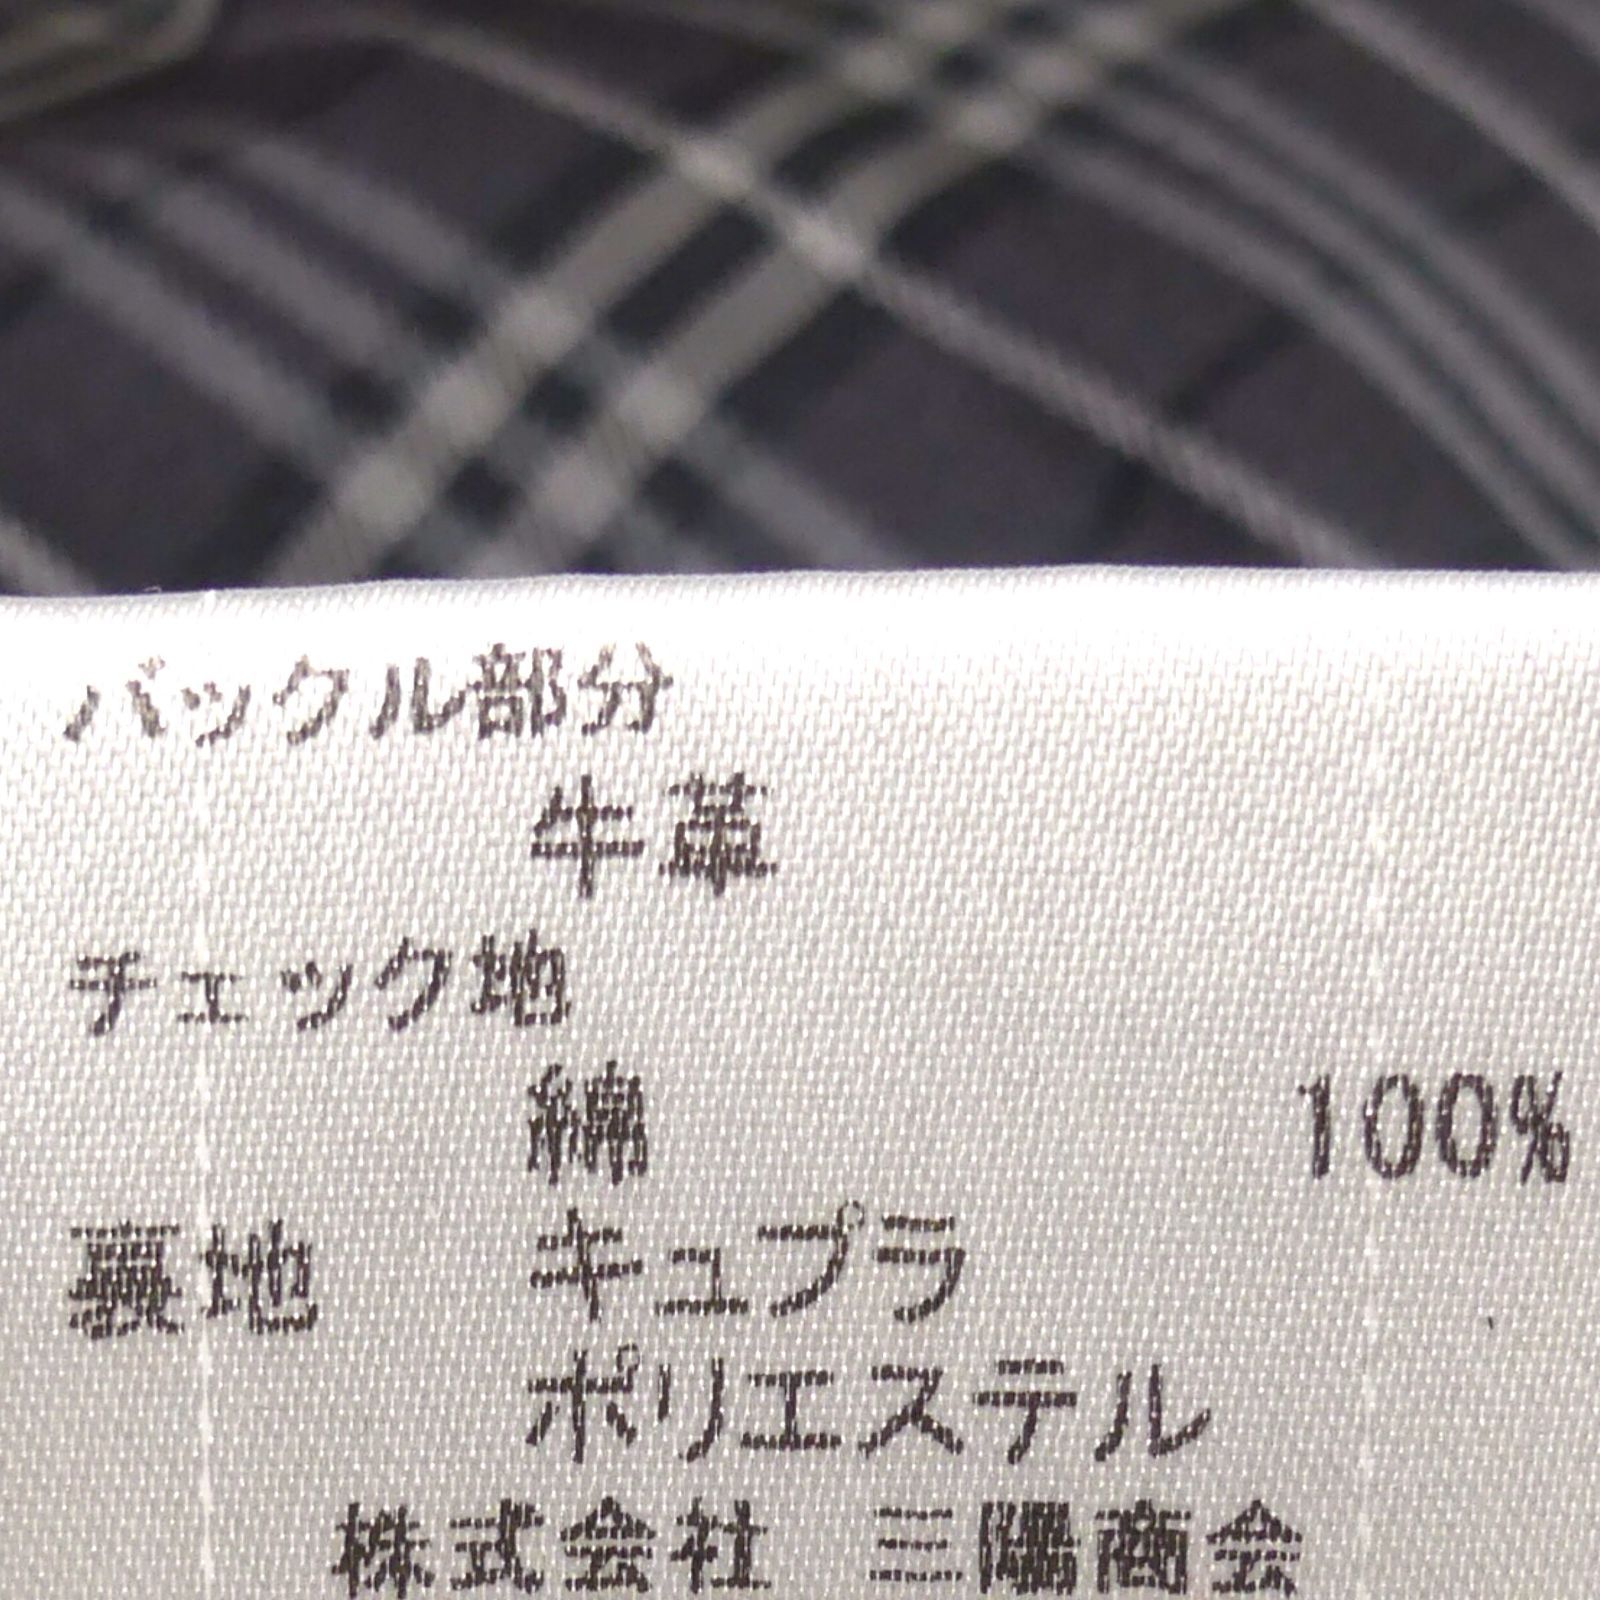 バックル部分
牛革
チェック地
綿 100%
裏地 キュプラ
ポリエステル
株式会社 三陽商会